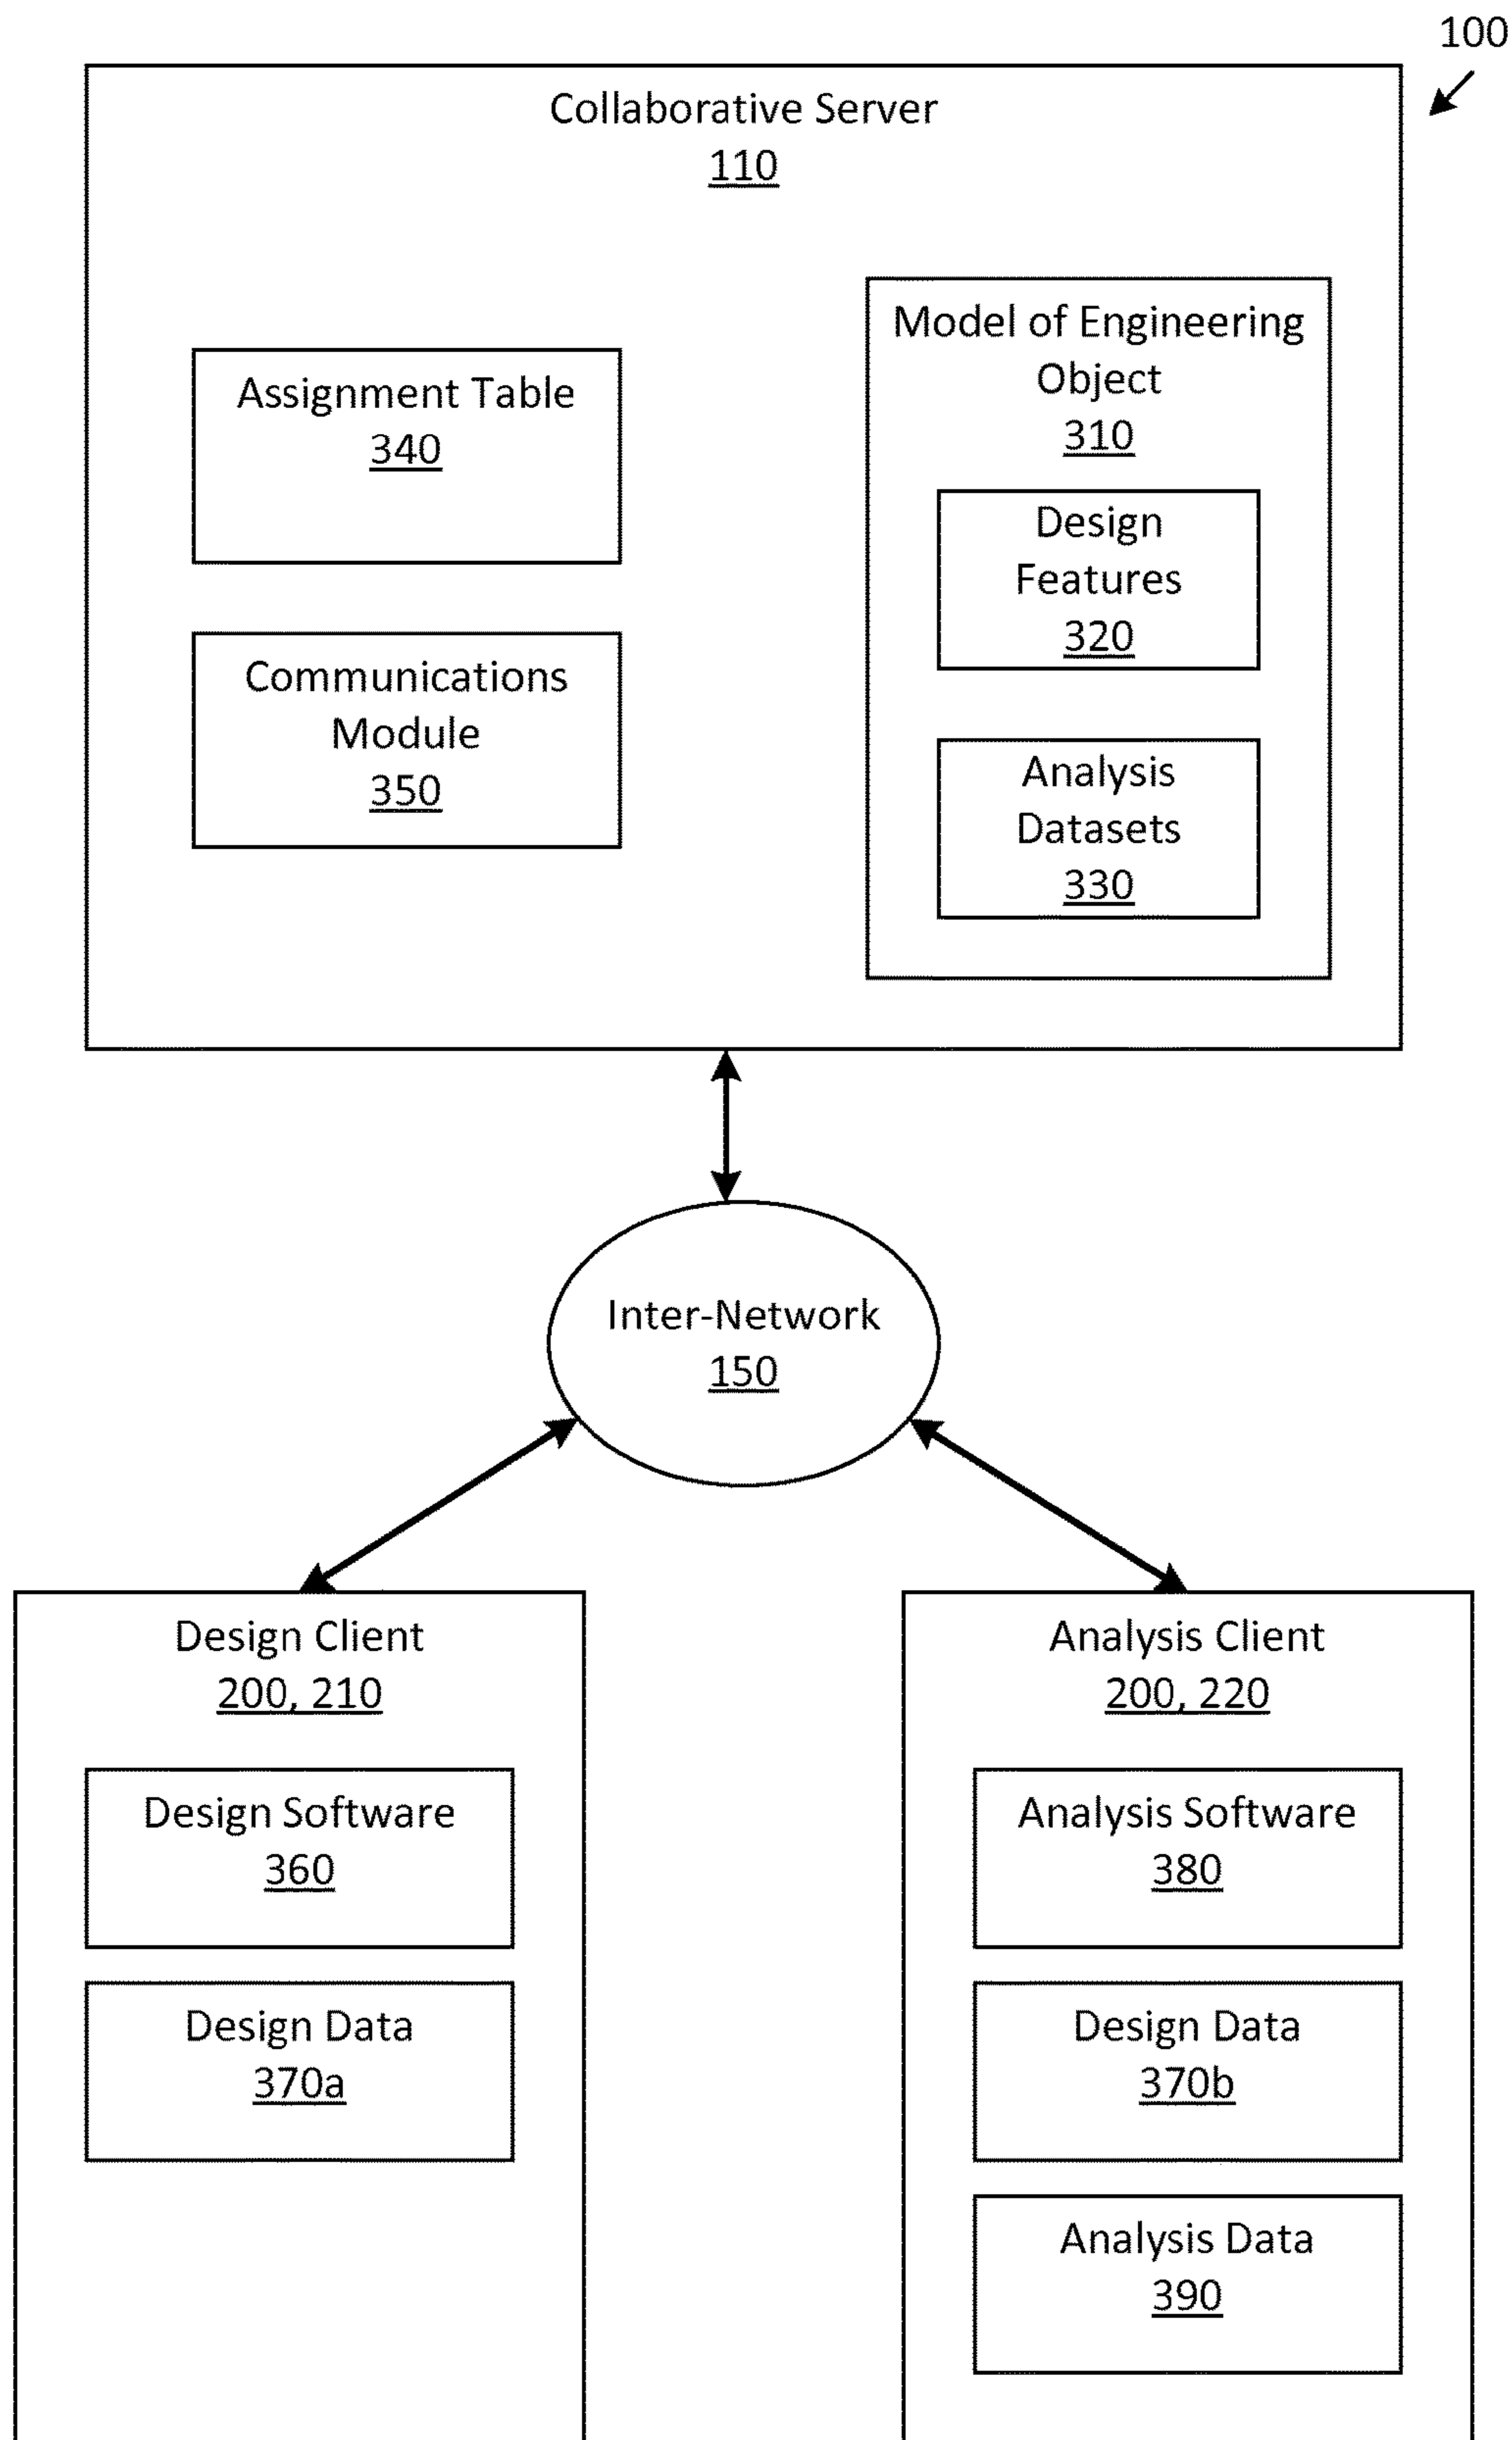 100
Collaborative Server
110
Assignment Table
340
Communications
Module
350
Model of Engineering
Object
310
Design
Features
320
Analysis
Datasets
330
Inter-Network
150
Design Client
200, 210
Design Software
360
Design Data
370a
Analysis Client
200, 220
Analysis Software
380
Design Data
370b
Analysis Data
390